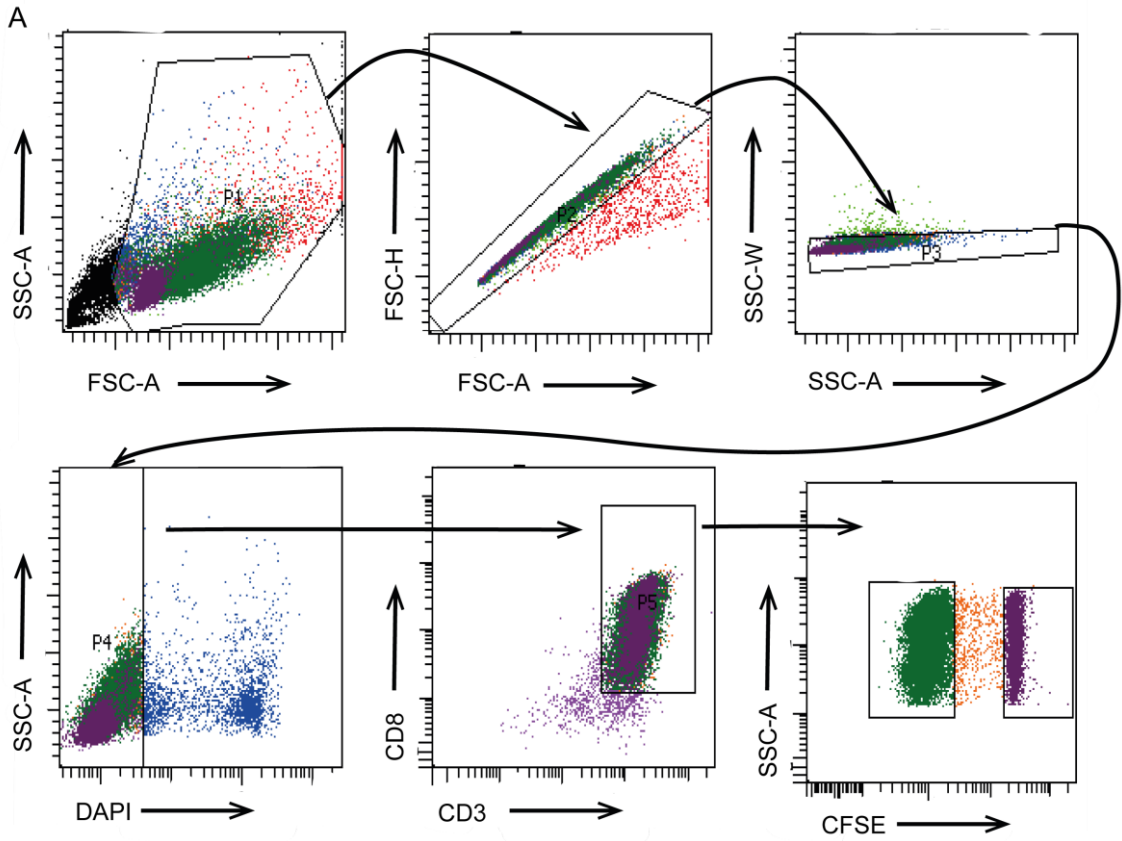 A
SSC-A
P1
FSC-A
FSC-H
P2
FSC-A
SSC-W
P3
SSC-A
SSC-A
P4
DAPI
CD8
P5
CD3
SSC-A
CFSE